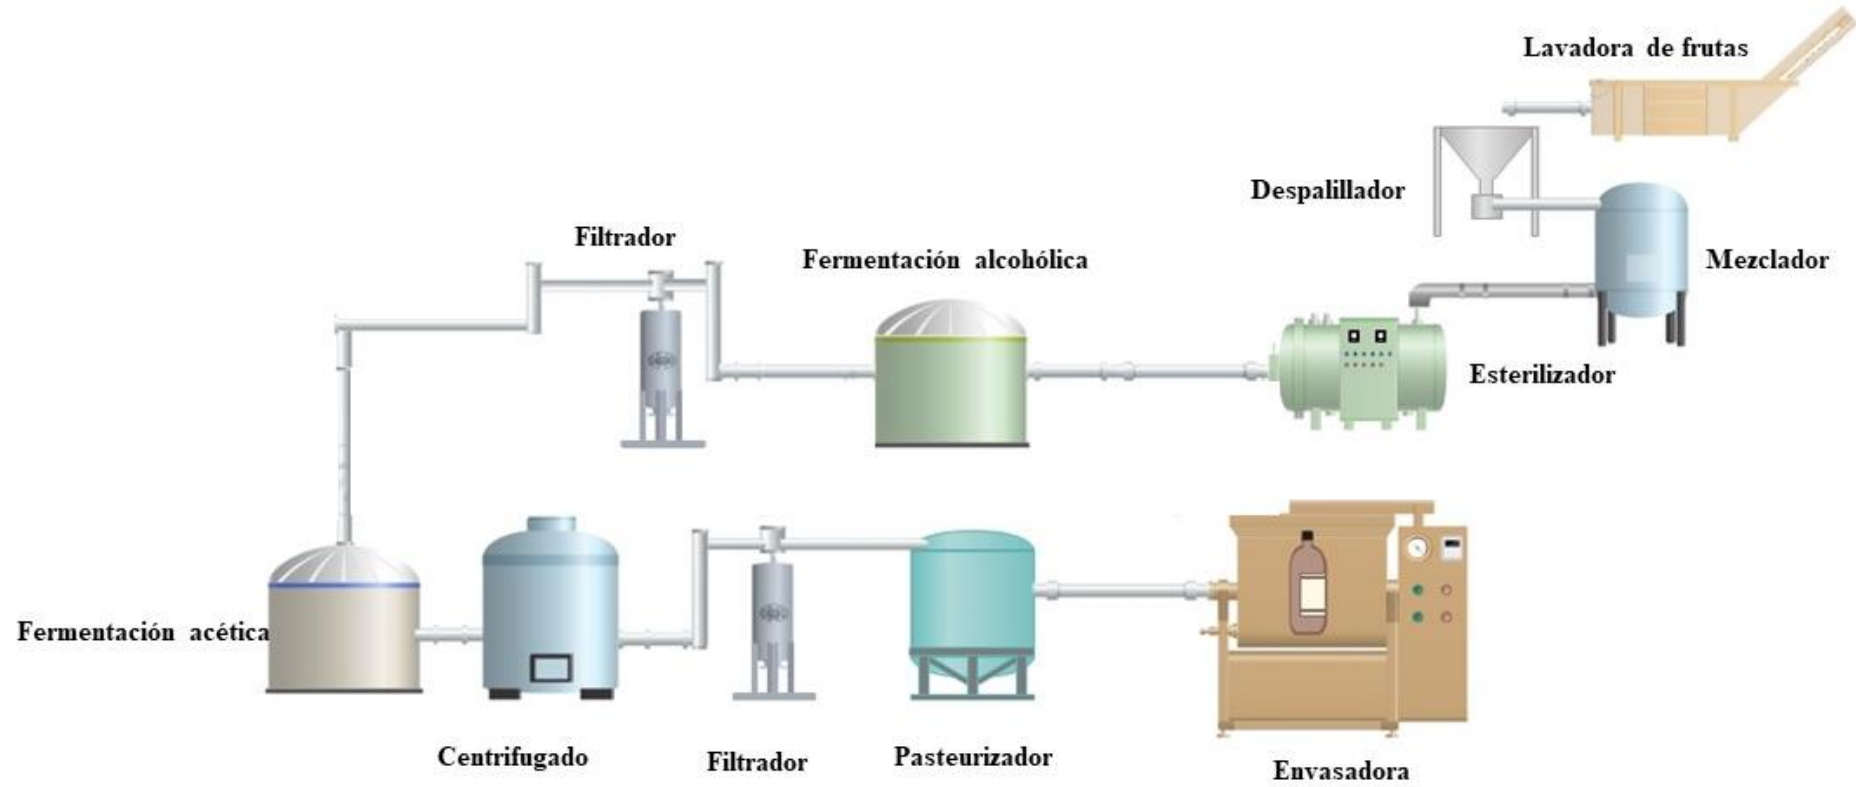 Lavadora de frutas
Despalillador
Filtrador
Fermentación alcohólica
Mezclador
Esterilizador
Fermentación acética
Centrifugado
Filtrador
Pasteurizador
Envasadora